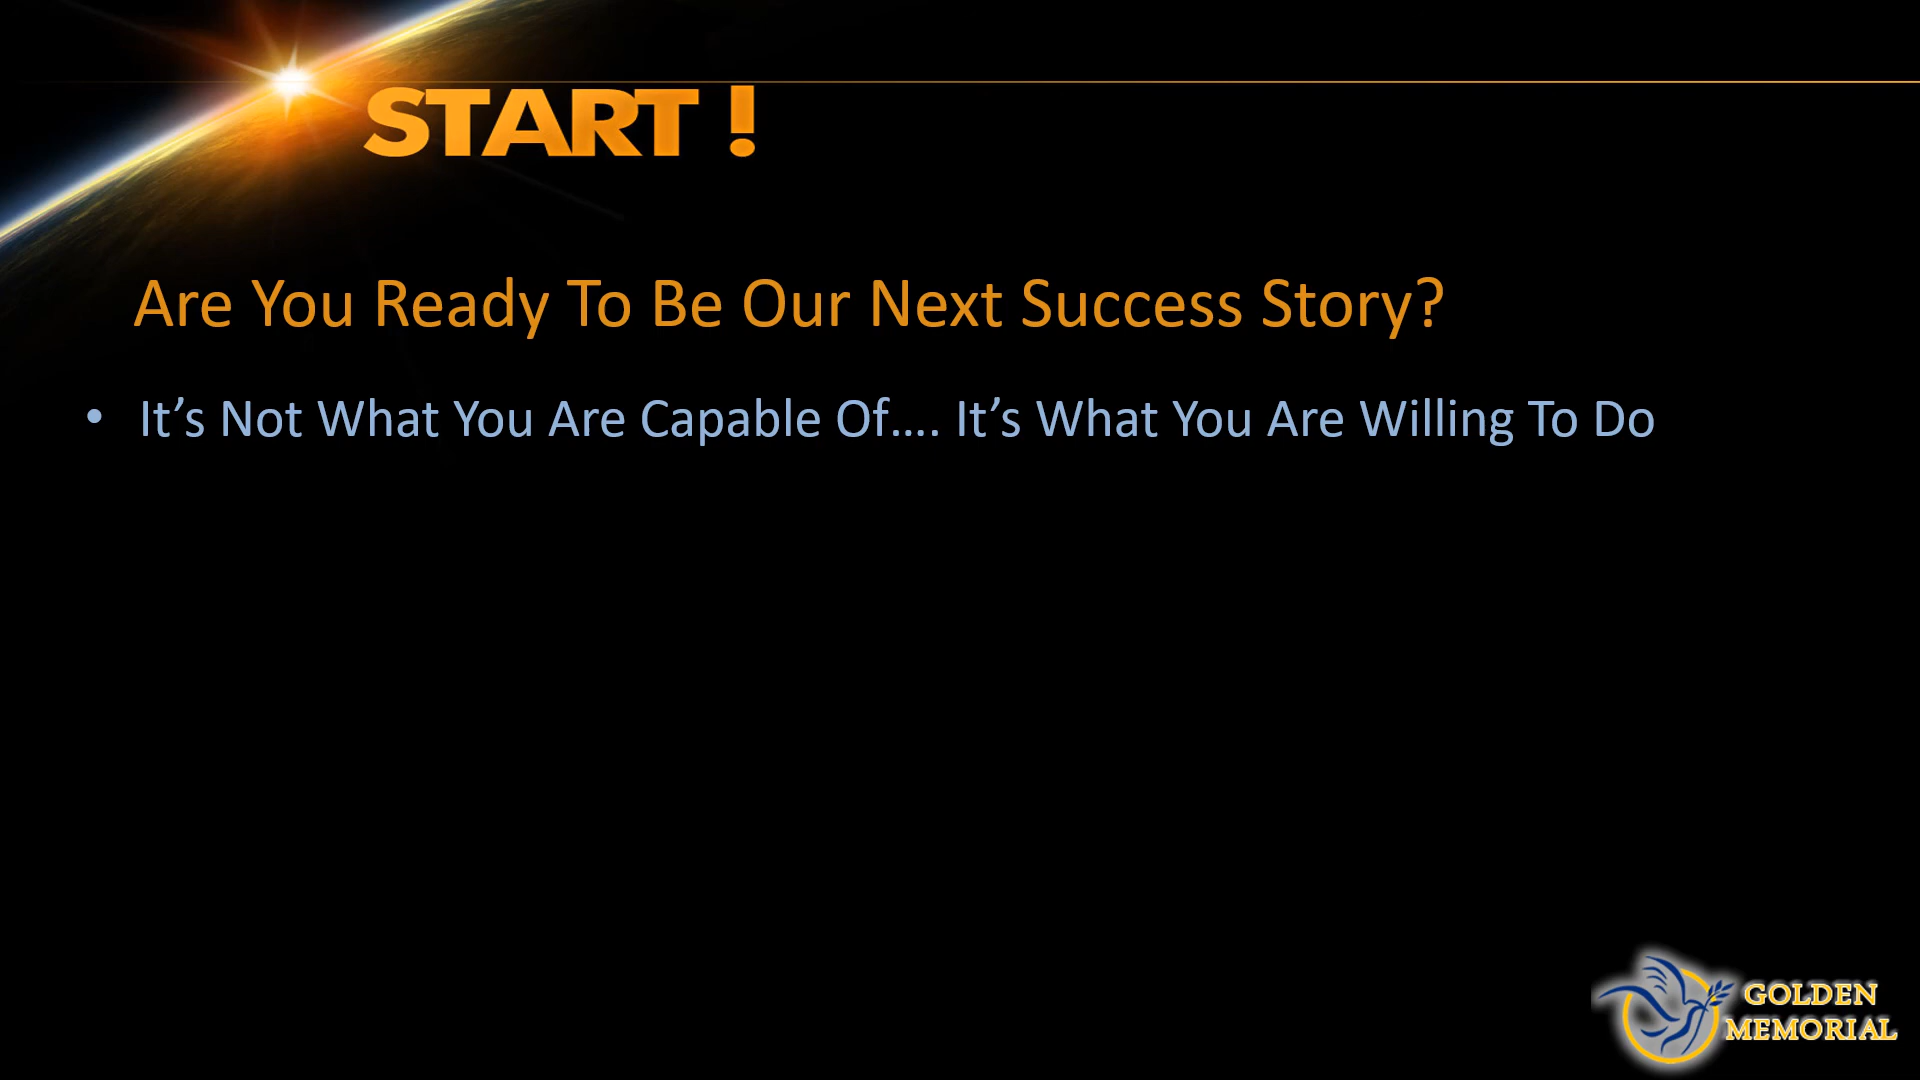 START !
Are You Ready To Be Our Next Success Story?
• It’s Not What You Are Capable Of…. It’s What You Are Willing To Do
GOLDEN
MEMORIAL